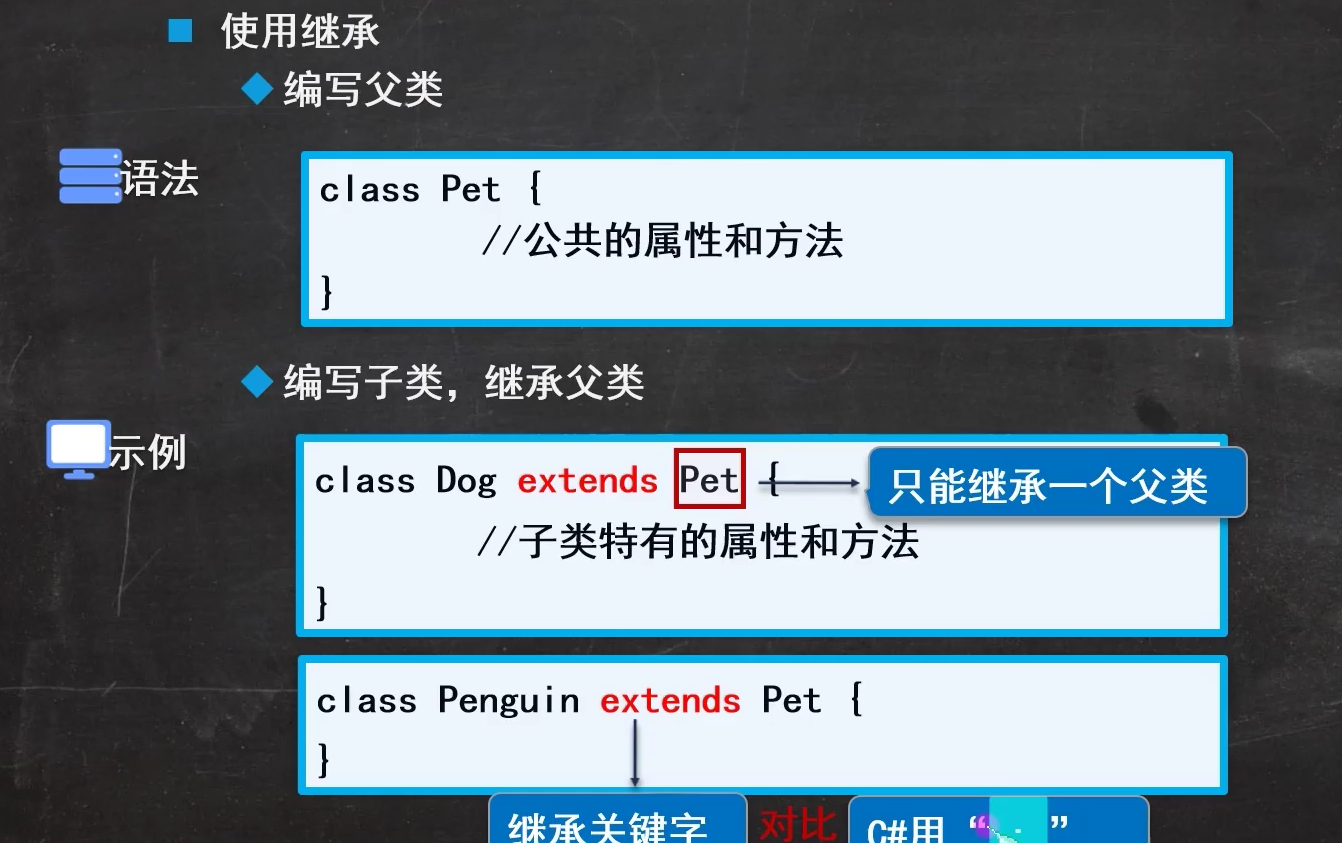 使用继承
编写父类
语法
class Pet {
//公共的属性和方法
}
编写子类，继承父类
示例
class Dog extends Pet {
只能继承一个父类
//子类特有的属性和方法
}
class Penguin extends Pet {
}
继承关键字 对比 C#用 “ ”